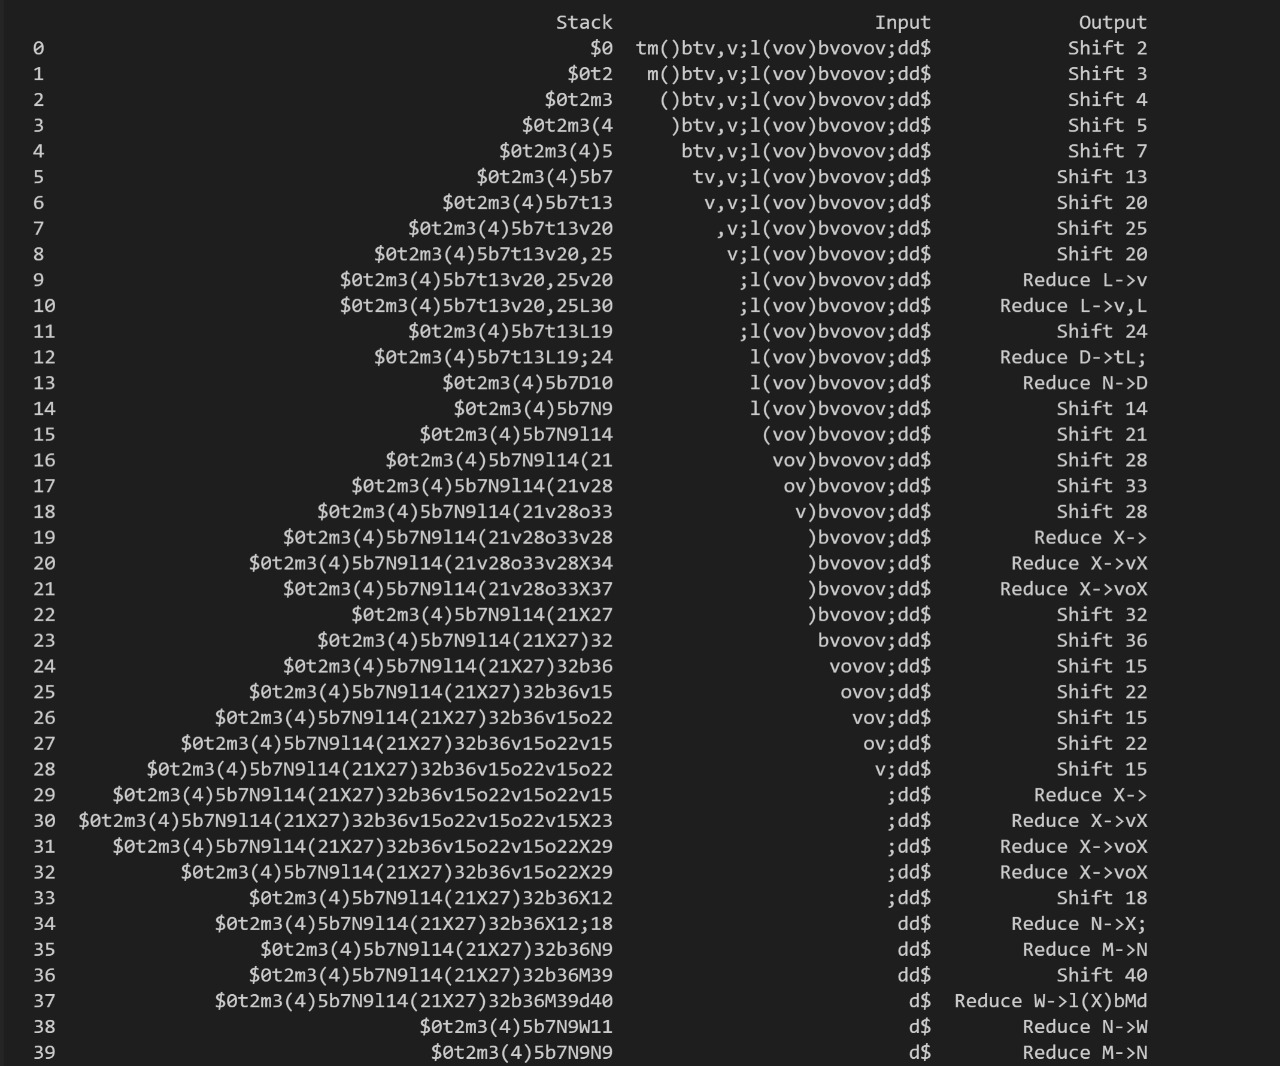 Stack Input Output
0 $0 tm()btv,v;l(vov)bvovov;dd$ Shift 2
1 $0t2 m()btv,v;l(vov)bvovov;dd$ Shift 3
2 $0t2m3 ()btv,v;l(vov)bvovov;dd$ Shift 4
3 $0t2m3(4 )btv,v;l(vov)bvovov;dd$ Shift 5
4 $0t2m3(4)5 btv,v;l(vov)bvovov;dd$ Shift 7
5 $0t2m3(4)5b7 tv,v;l(vov)bvovov;dd$ Shift 13
6 $0t2m3(4)5b7t13 v,v;l(vov)bvovov;dd$ Shift 20
7 $0t2m3(4)5b7t13v20 ,v;l(vov)bvovov;dd$ Shift 25
8 $0t2m3(4)5b7t13v20,25 v;l(vov)bvovov;dd$ Shift 20
9 $0t2m3(4)5b7t13v20,25v20 ;l(vov)bvovov;dd$ Reduce L->v
10 $0t2m3(4)5b7t13v20,25L30 ;l(vov)bvovov;dd$ Reduce L->v,L
11 $0t2m3(4)5b7t13L19 ;l(vov)bvovov;dd$ Shift 24
12 $0t2m3(4)5b7t13L19;24 l(vov)bvovov;dd$ Reduce D->tL;
13 $0t2m3(4)5b7D10 l(vov)bvovov;dd$ Reduce N->D
14 $0t2m3(4)5b7N9 l(vov)bvovov;dd$ Shift 14
15 $0t2m3(4)5b7N9l14 (vov)bvovov;dd$ Shift 21
16 $0t2m3(4)5b7N9l14(21 vov)bvovov;dd$ Shift 28
17 $0t2m3(4)5b7N9l14(21v28 ov)bvovov;dd$ Shift 33
18 $0t2m3(4)5b7N9l14(21v28o33 v)bvovov;dd$ Shift 28
19 $0t2m3(4)5b7N9l14(21v28o33v28 )bvovov;dd$ Reduce X->
20 $0t2m3(4)5b7N9l14(21v28o33v28X34 )bvovov;dd$ Reduce X->vX
21 $0t2m3(4)5b7N9l14(21v28o33X37 )bvovov;dd$ Reduce X->voX
22 $0t2m3(4)5b7N9l14(21X27 )bvovov;dd$ Shift 32
23 $0t2m3(4)5b7N9l14(21X27)32 bvovov;dd$ Shift 36
24 $0t2m3(4)5b7N9l14(21X27)32b36 vovov;dd$ Shift 15
25 $0t2m3(4)5b7N9l14(21X27)32b36v15 ovov;dd$ Shift 22
26 $0t2m3(4)5b7N9l14(21X27)32b36v15o22 vov;dd$ Shift 15
27 $0t2m3(4)5b7N9l14(21X27)32b36v15o22v15 ov;dd$ Shift 22
28 $0t2m3(4)5b7N9l14(21X27)32b36v15o22v15o22 v;dd$ Shift 15
29 $0t2m3(4)5b7N9l14(21X27)32b36v15o22v15o22v15 ;dd$ Reduce X->
30 $0t2m3(4)5b7N9l14(21X27)32b36v15o22v15o22v15X23 ;dd$ Reduce X->vX
31 $0t2m3(4)5b7N9l14(21X27)32b36v15o22v15o22X29 ;dd$ Reduce X->voX
32 $0t2m3(4)5b7N9l14(21X27)32b36v15o22X29 ;dd$ Reduce X->voX
33 $0t2m3(4)5b7N9l14(21X27)32b36X12 ;dd$ Shift 18
34 $0t2m3(4)5b7N9l14(21X27)32b36X12;18 dd$ Reduce N->X;
35 $0t2m3(4)5b7N9l14(21X27)32b36N9 dd$ Reduce M->N
36 $0t2m3(4)5b7N9l14(21X27)32b36M39 dd$ Shift 40
37 $0t2m3(4)5b7N9l14(21X27)32b36M39d40 d$ Reduce W->l(X)bMd
38 $0t2m3(4)5b7N9W11 d$ Reduce N->W
39 $0t2m3(4)5b7N9N9 d$ Reduce M->N